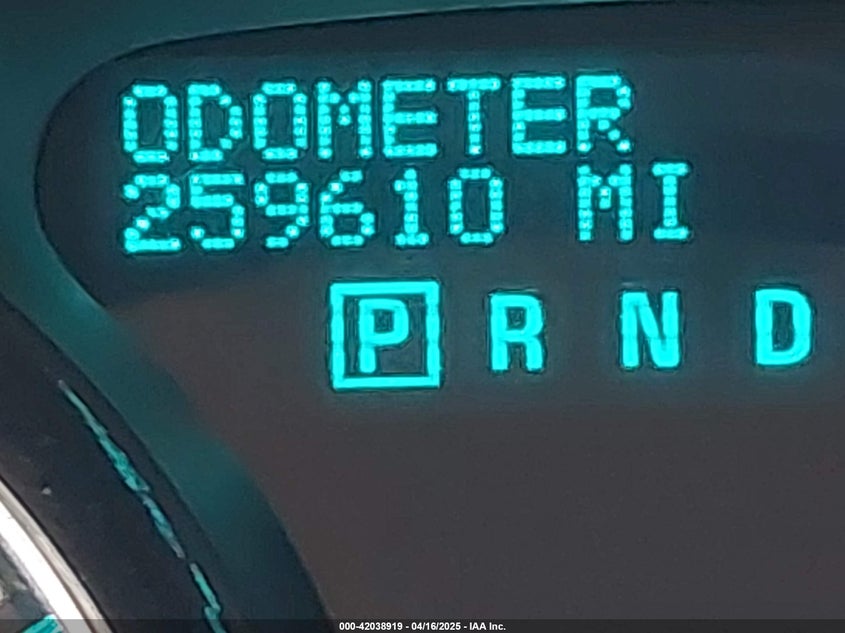 ODOMETER
259610 MI
P R N D
000-42038919 - 04/16/2025 - IAA Inc.